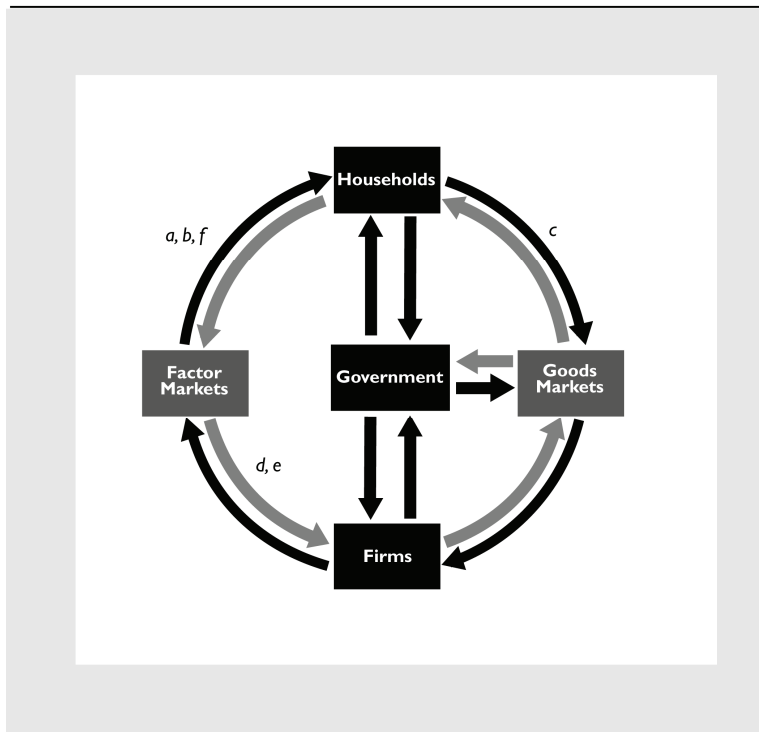 Households
a, b, f
c
Factor
Markets
Government
Goods
Markets
d, e
Firms